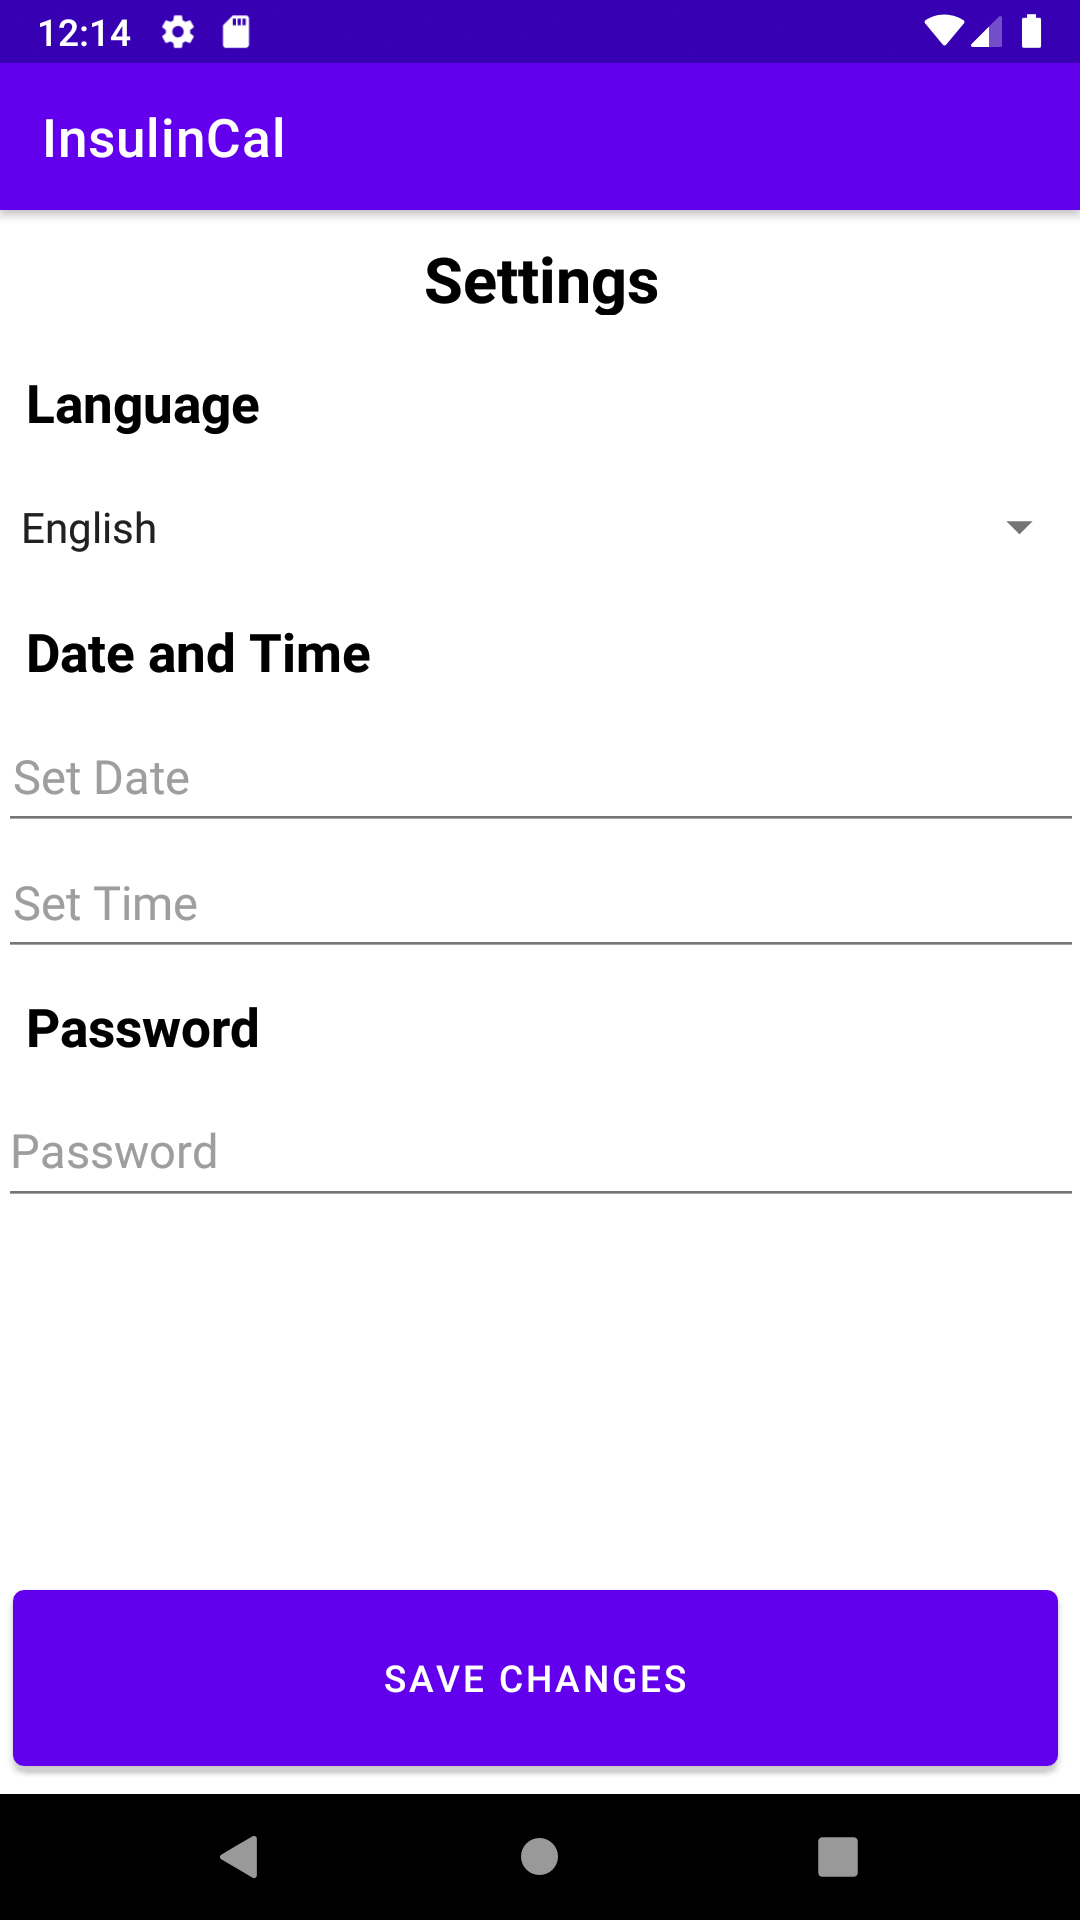 12:14
InsulinCal
Settings
Language
English
Date and Time
Set Date
Set Time
Password
Password
SAVE CHANGES